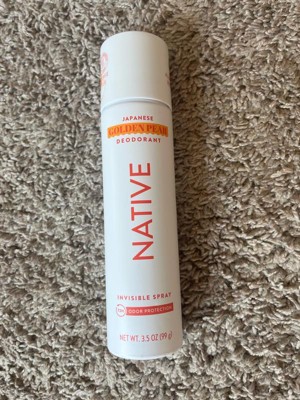 JAPANESE
GOLDEN PEAR
DEODORANT
NATIVE
INVISIBLE SPRAY
ODOR PROTECTION
NET WT. 3.5 OZ (99 g)